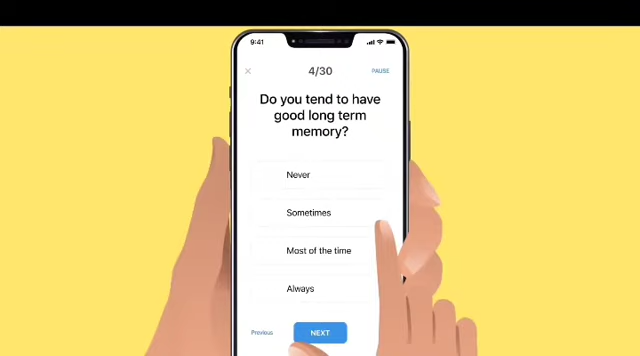 9:41
4/30
PAUSE
Do you tend to have
good long term
memory?
Never
Sometimes
Most of the time
Always
Previous
NEXT